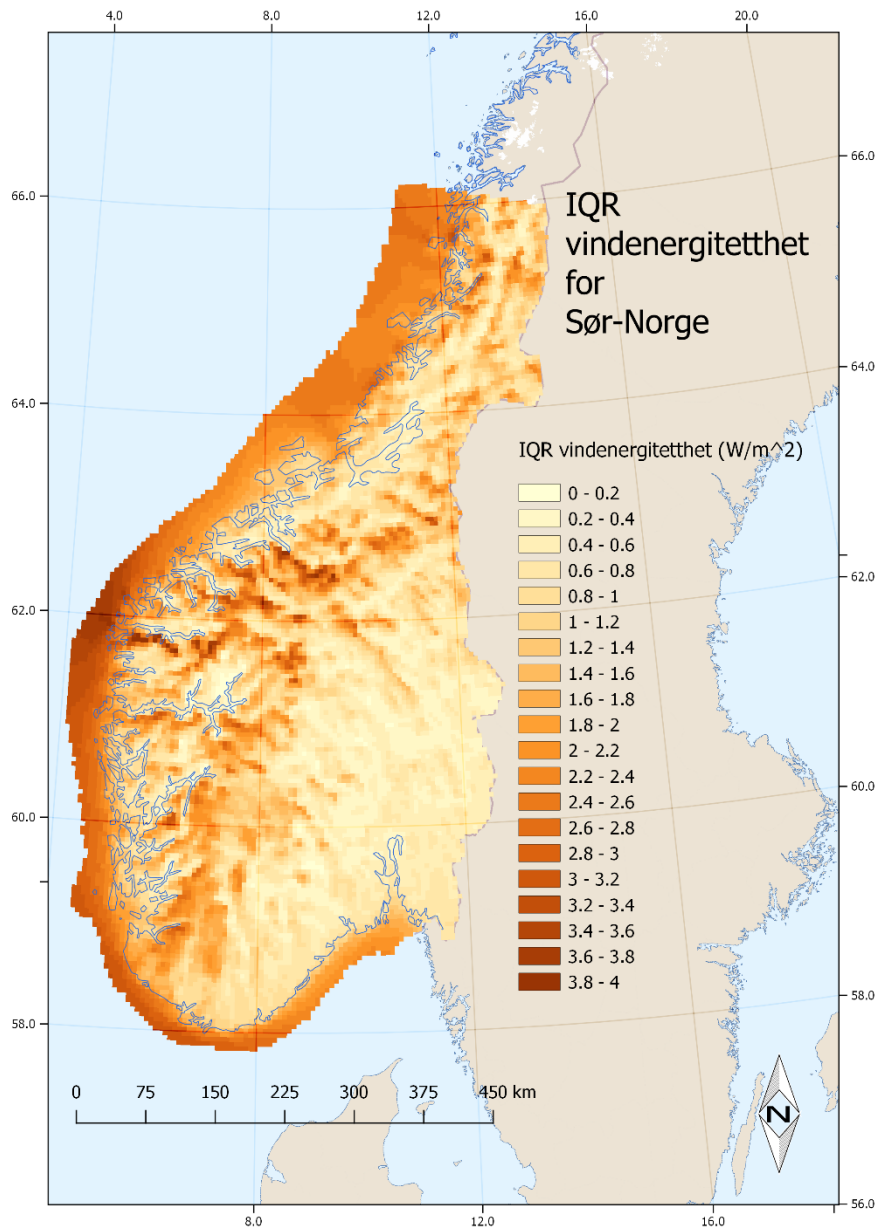 4.0 8.0 12.0 16.0 20.0
66.0 66.0
IQR
vindenergitetthet
for
Sør-Norge
64.0 64.0
IQR vindenergitetthet (W/m^2)
0 - 0.2
0.2 - 0.4
0.4 - 0.6
0.6 - 0.8
0.8 - 1
1 - 1.2
1.2 - 1.4
1.4 - 1.6
1.6 - 1.8
1.8 - 2
2 - 2.2
2.2 - 2.4
2.4 - 2.6
2.6 - 2.8
2.8 - 3
3 - 3.2
3.2 - 3.4
3.4 - 3.6
3.6 - 3.8
3.8 - 4
62.0 62.0
60.0 60.0
58.0 58.0
0 75 150 225 300 375 450 km
N
56.0
8.0 12.0 16.0